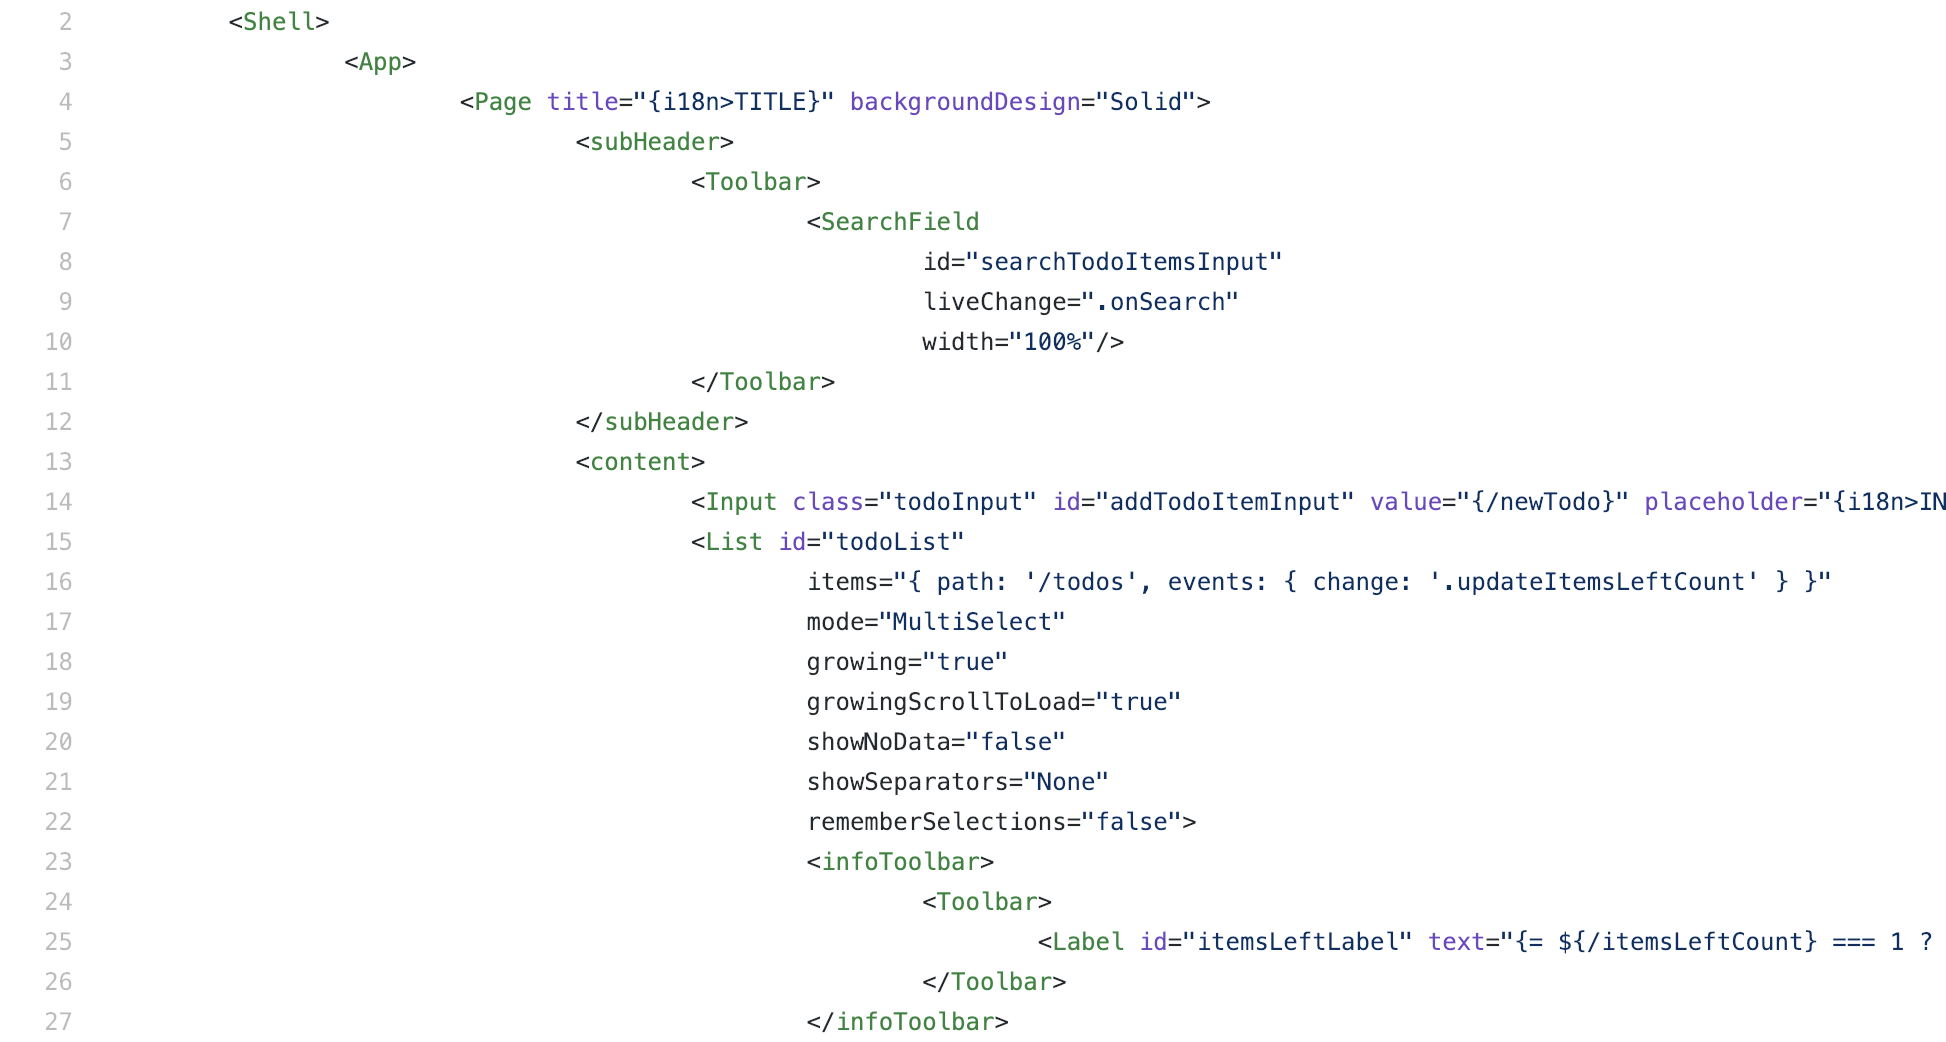 2 <Shell>
3 <App>
4 <Page title="{i18n>TITLE}" backgroundDesign="Solid">
5 <subHeader>
6 <Toolbar>
7 <SearchField
8 id="searchTodoItemsInput"
9 liveChange=".onSearch"
10 width="100%"/>
11 </Toolbar>
12 </subHeader>
13 <content>
14 <Input class="todoInput" id="addTodoItemInput" value="{/newTodo}" placeholder="{i18n>IN
15 <List id="todoList"
16 items="{ path: '/todos', events: { change: '.updateItemsLeftCount' } }"
17 mode="MultiSelect"
18 growing="true"
19 growingScrollToLoad="true"
20 showNoData="false"
21 showSeparators="None"
22 rememberSelections="false">
23 <infoToolbar>
24 <Toolbar>
25 <Label id="itemsLeftLabel" text="{= ${/itemsLeftCount} === 1 ?
26 </Toolbar>
27 </infoToolbar>